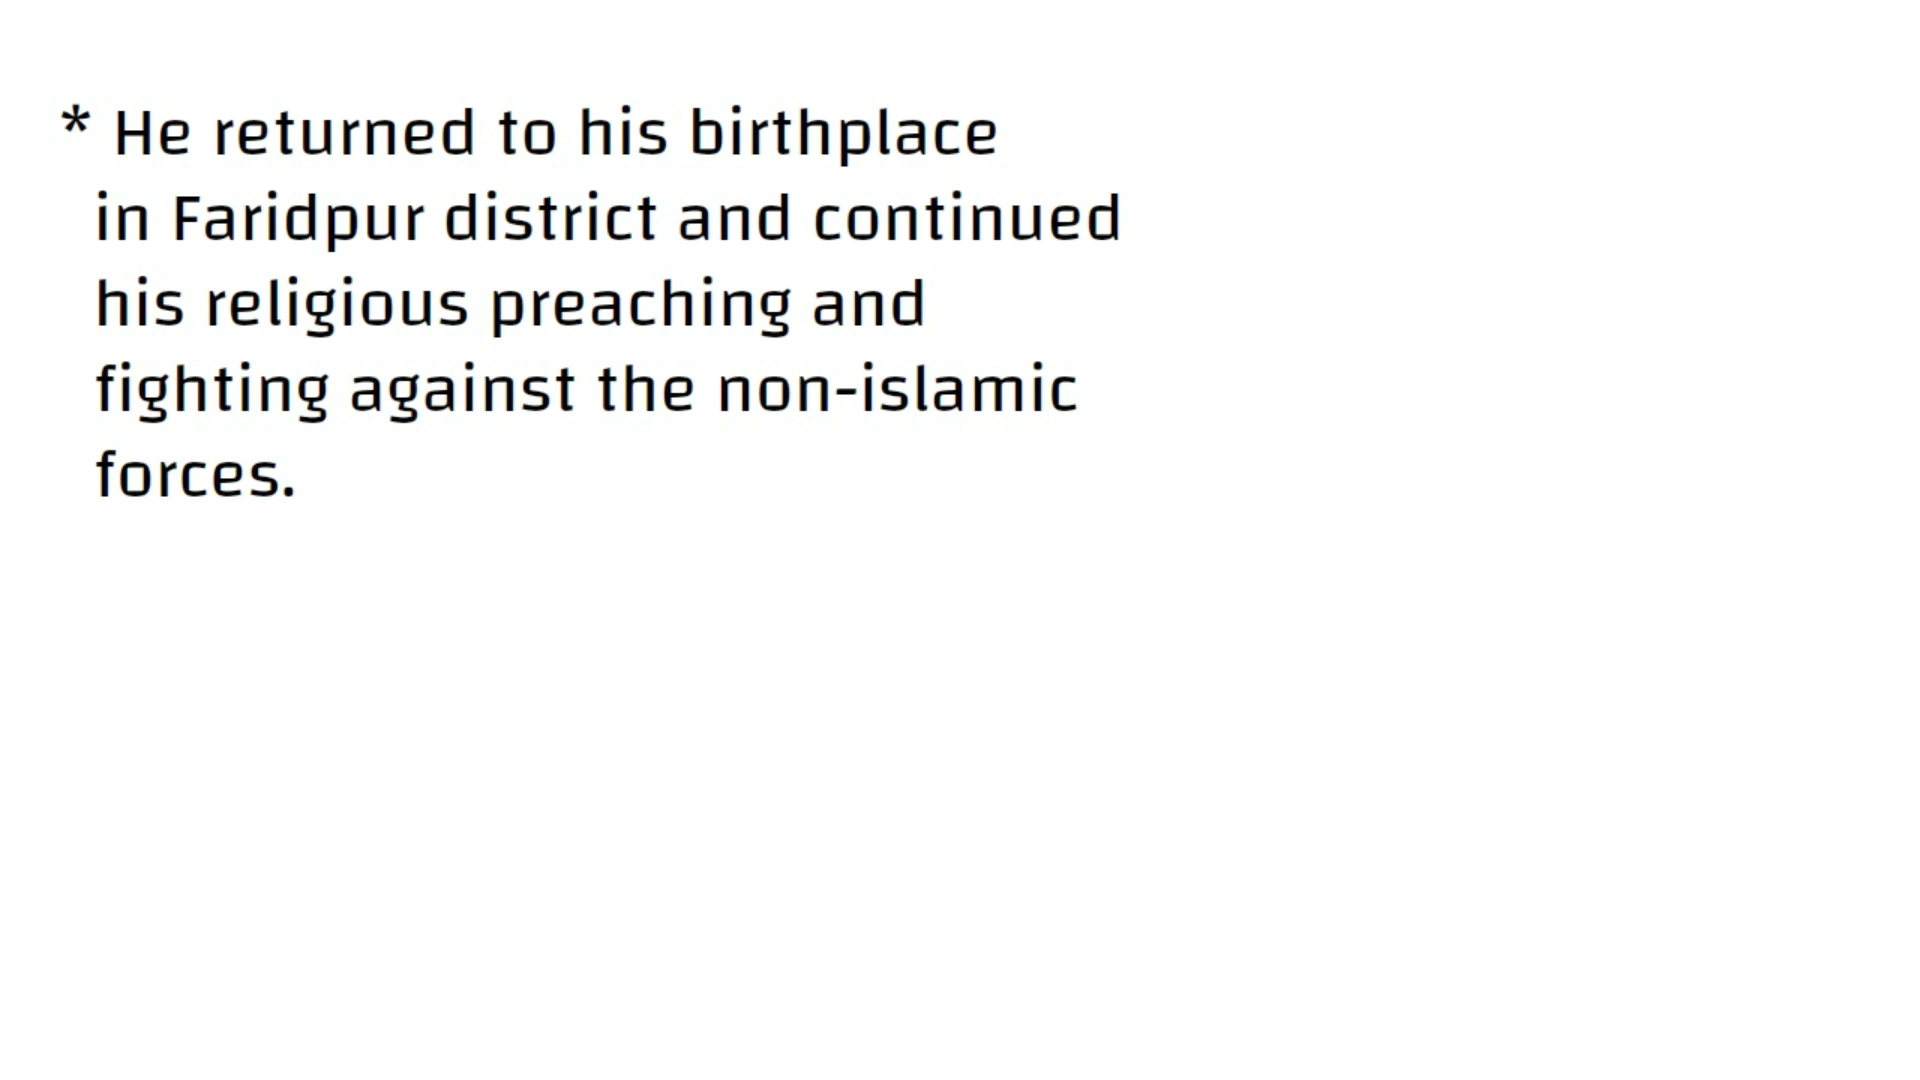 * He returned to his birthplace
in Faridpur district and continued
his religious preaching and
fighting against the non-islamic
forces.